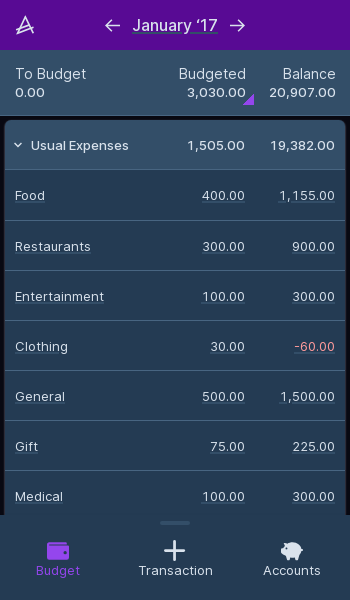 January ‘17
To Budget Budgeted Balance
0.00 3,030.00 20,907.00
Usual Expenses 1,505.00 19,382.00
Food 400.00 1,155.00
Restaurants 300.00 900.00
Entertainment 100.00 300.00
Clothing 30.00 -60.00
General 500.00 1,500.00
Gift 75.00 225.00
Medical 100.00 300.00
Budget Transaction Accounts